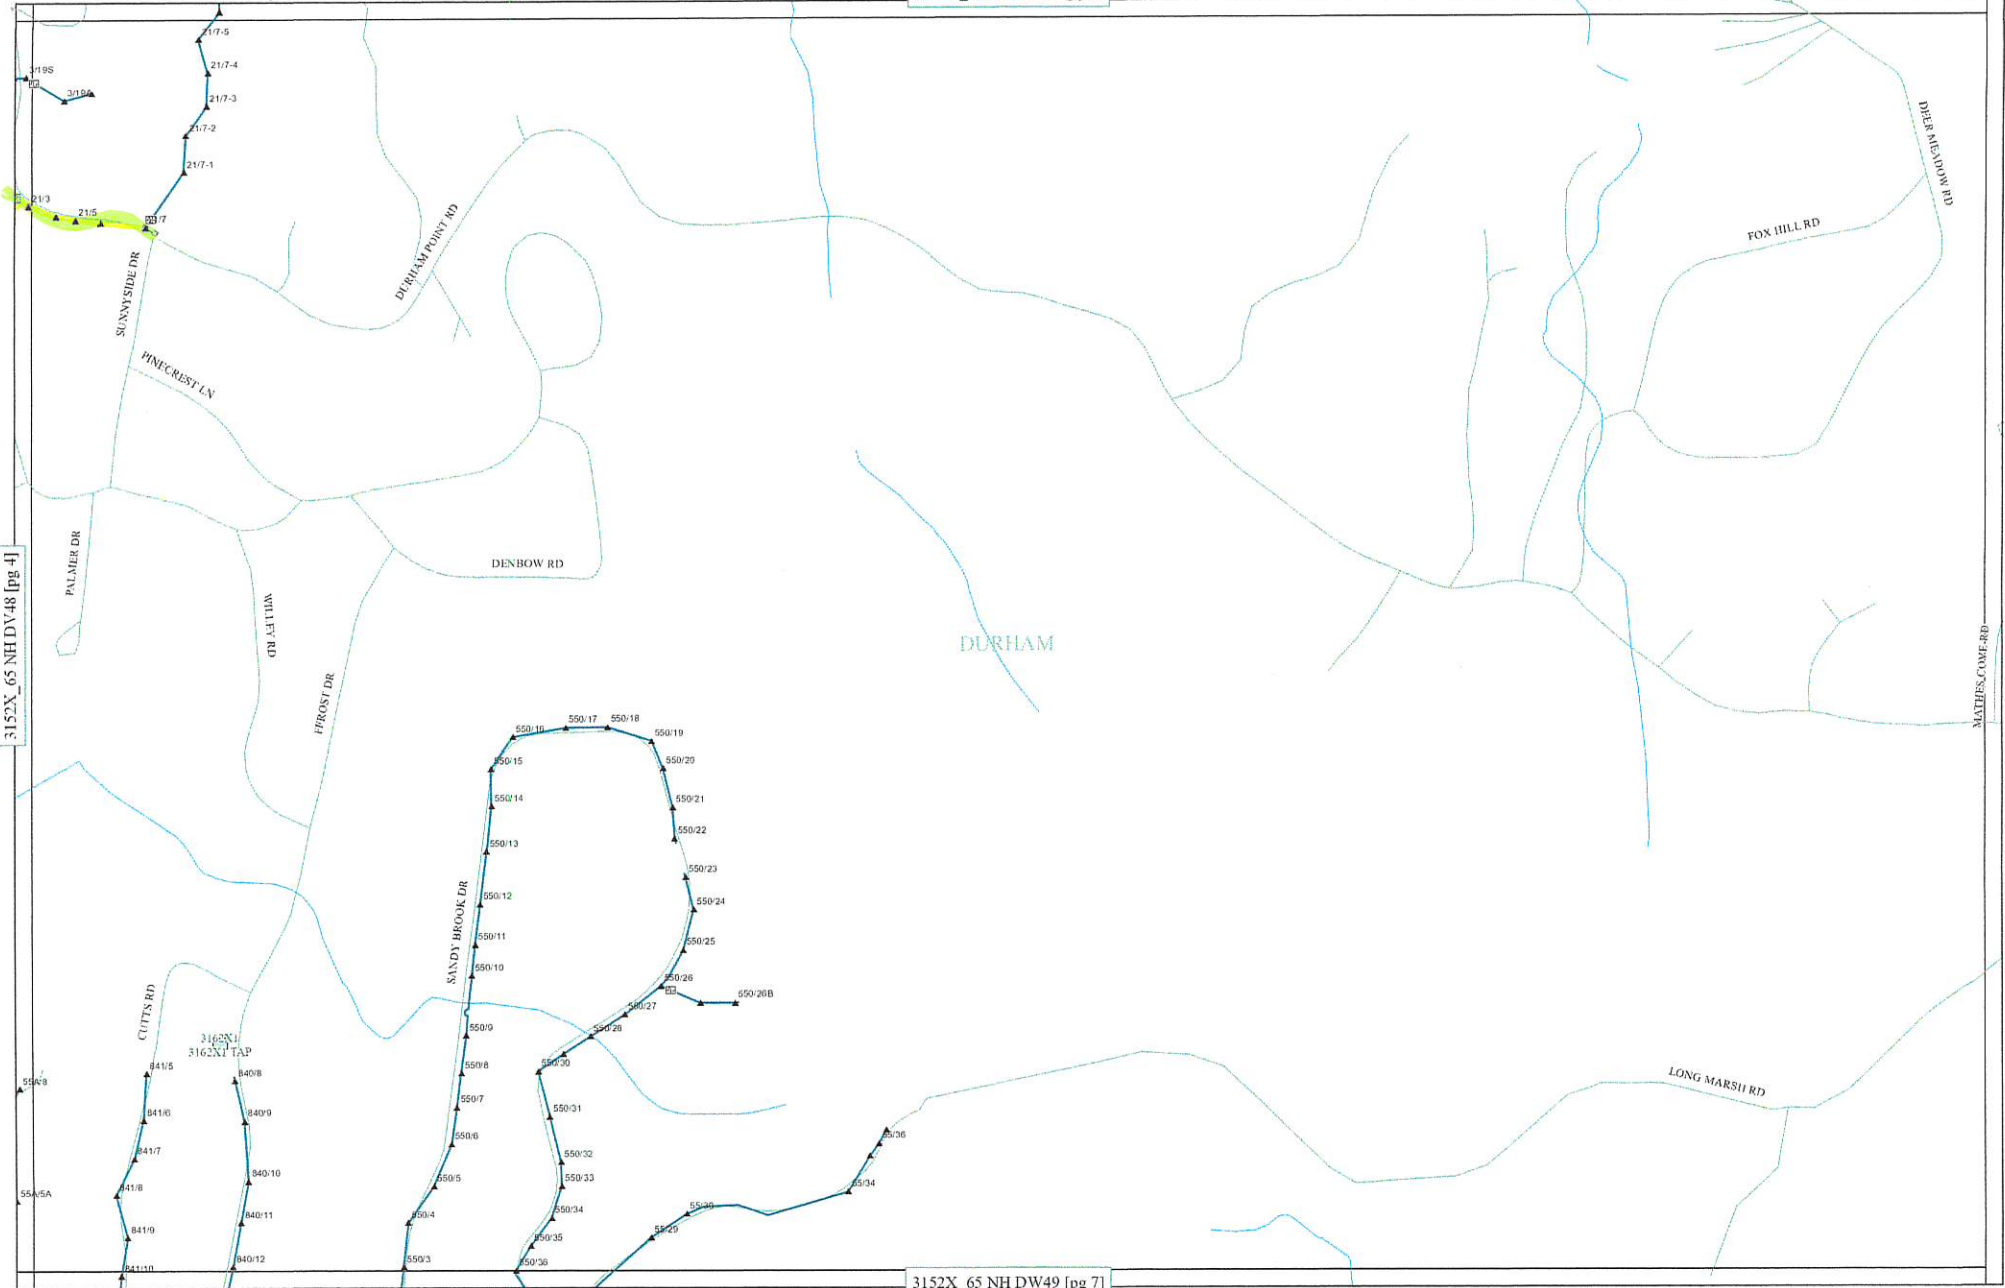 21/7-5
3/19S
21/7-4
21/7-3
21/7-2
21/7-1
21/3
21/5
DEER MEADOW RD
FOX HILL RD
DURHAM POINT RD
SUNNYSIDE DR
PINECREST LN
PALMER DR
DENBOW RD
WILLEY RD
FFROST DR
3152X_65 NH DV48 [pg 4]
DURHAM
MATHES COVE RD
550/16
550/17
550/18
550/19
550/15
550/20
550/14
550/21
550/22
550/13
550/23
550/12
550/24
SANDY BROOK DR
550/11
550/25
550/10
550/26
550/26B
550/27
CUTTS RD
3162X1
3162X1 TAP
550/9
550/28
841/5
840/8
550/8
550/30
55A/8
LONG MARSH RD
841/6
840/9
550/7
550/31
550/6
55/36
841/7
550/32
840/10
550/5
550/33
841/8
55A/5A
55/34
840/11
550/4
550/34
55/30
841/9
550/35
55/29
840/12
550/3
550/36
841/10
3152X_65 NH DW49 [pg 7]